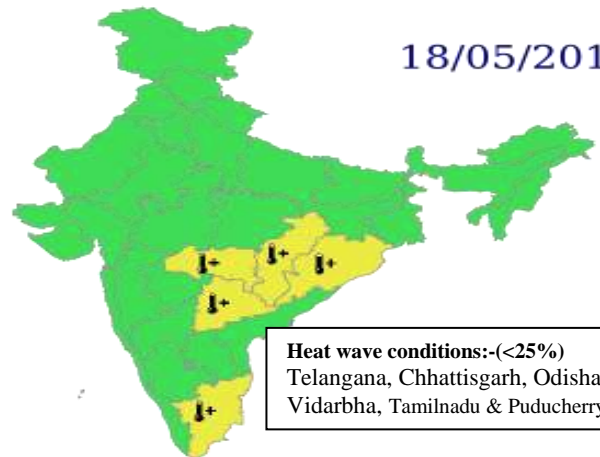 18/05/201
Heat wave conditions:-(<25%)
Telangana, Chhattisgarh, Odisha
Vidarbha, Tamilnadu & Puducherry